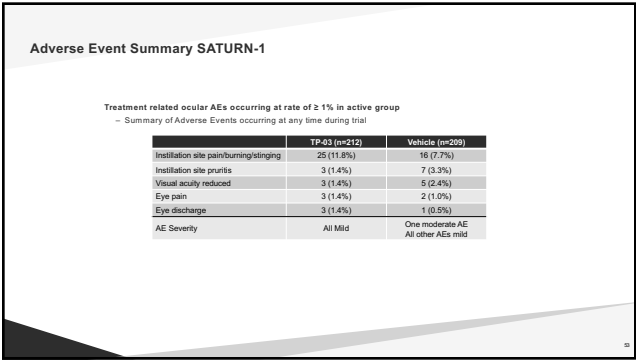 Adverse Event Summary SATURN-1
Treatment related ocular AEs occurring at rate of ≥ 1% in active group
– Summary of Adverse Events occurring at any time during trial
TP-03 (n=212) Vehicle (n=209)
Instillation site pain/burning/stinging 25 (11.8%) 16 (7.7%)
Instillation site pruritis 3 (1.4%) 7 (3.3%)
Visual acuity reduced 3 (1.4%) 5 (2.4%)
Eye pain 3 (1.4%) 2 (1.0%)
Eye discharge 3 (1.4%) 1 (0.5%)
AE Severity All Mild One moderate AE
All other AEs mild
53